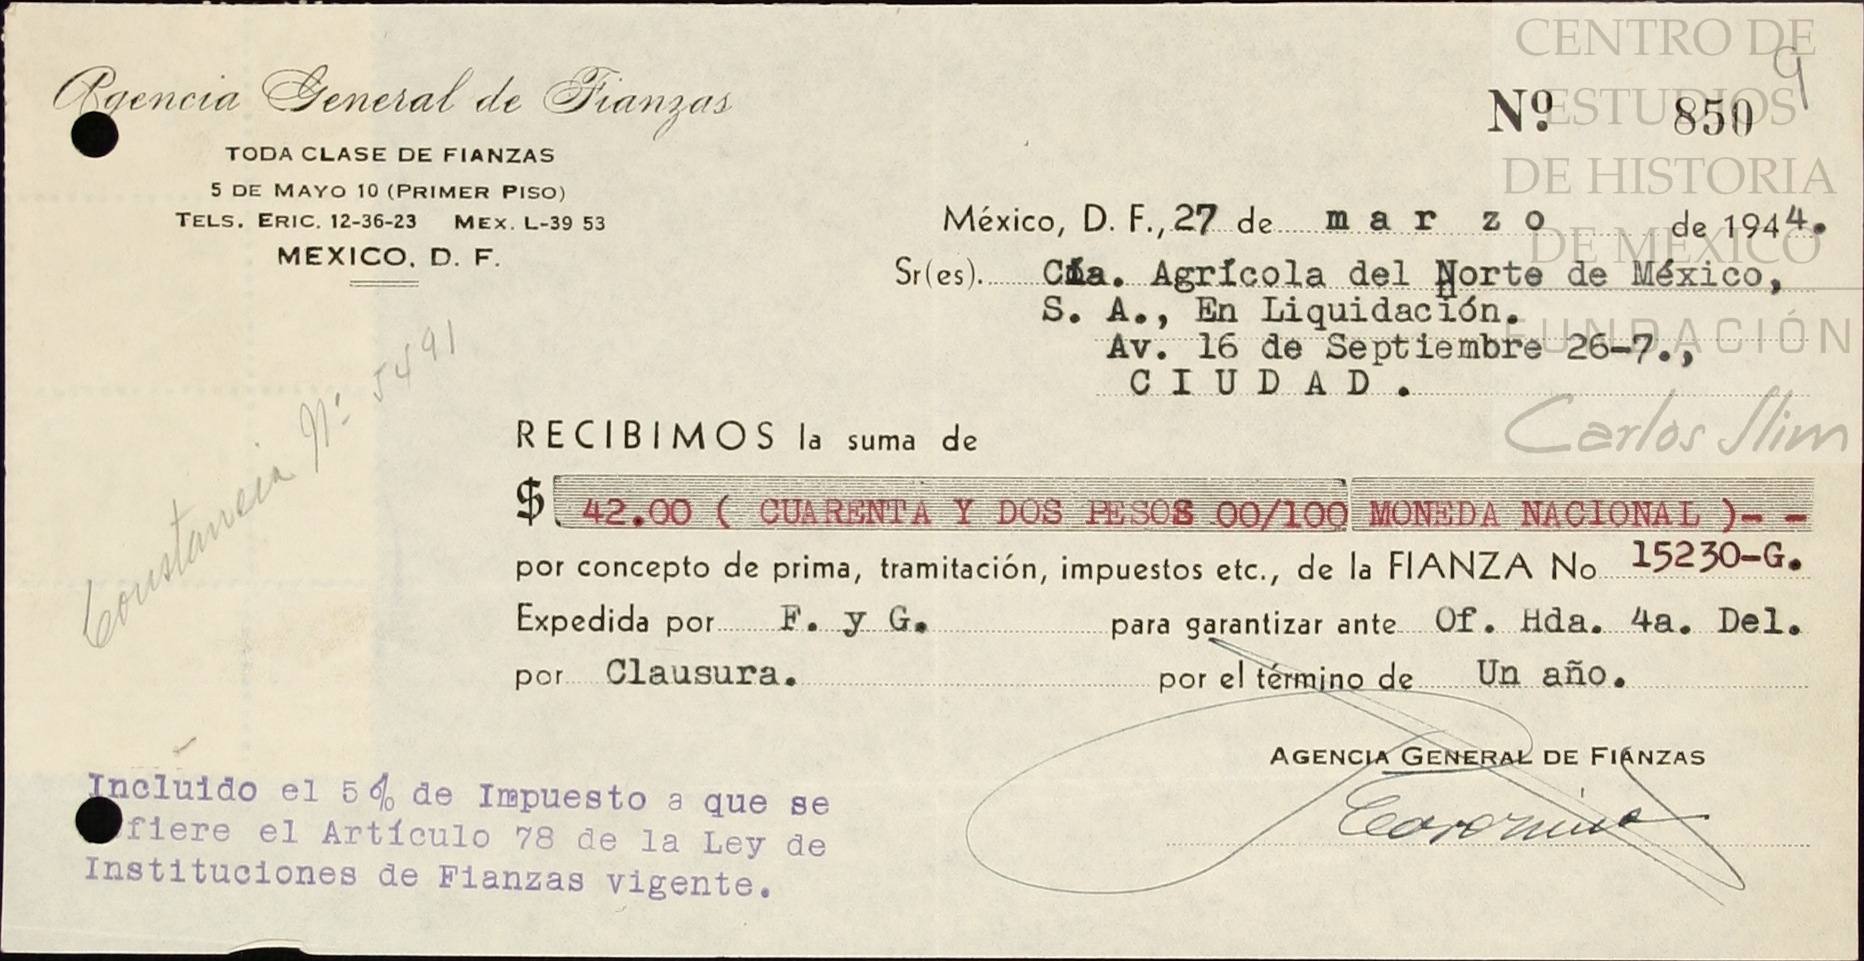 Agencia General de Fianzas
TODA CLASE DE FIANZAS
5 DE MAYO 10 (PRIMER PISO)
TELS. ERIC. 12-36-23 MEX. L-39 53
MEXICO, D. F.
Nº 850
9
México, D. F., 27 de marzo de 1944.
Sr(es). Cía. Agrícola del Norte de México,
S. A., En Liquidación.
Av. 16 de Septiembre 26-7.,
CIUDAD.
Constancia Nº 5491
RECIBIMOS la suma de
$ 42.00 ( CUARENTA Y DOS PESOS 00/100 MONEDA NACIONAL )- -
por concepto de prima, tramitación, impuestos etc., de la FIANZA No 15230-G.
Expedida por F. y G. para garantizar ante Of. Hda. 4a. Del.
por Clausura. por el término de Un año.
AGENCIA GENERAL DE FIANZAS
Incluido el 5% de Impuesto a que se
fiere el Artículo 78 de la Ley de
Instituciones de Fianzas vigente.
CENTRO DE
ESTUDIOS
DE HISTORIA
DE MÉXICO
FUNDACIÓN
Carlos Slim